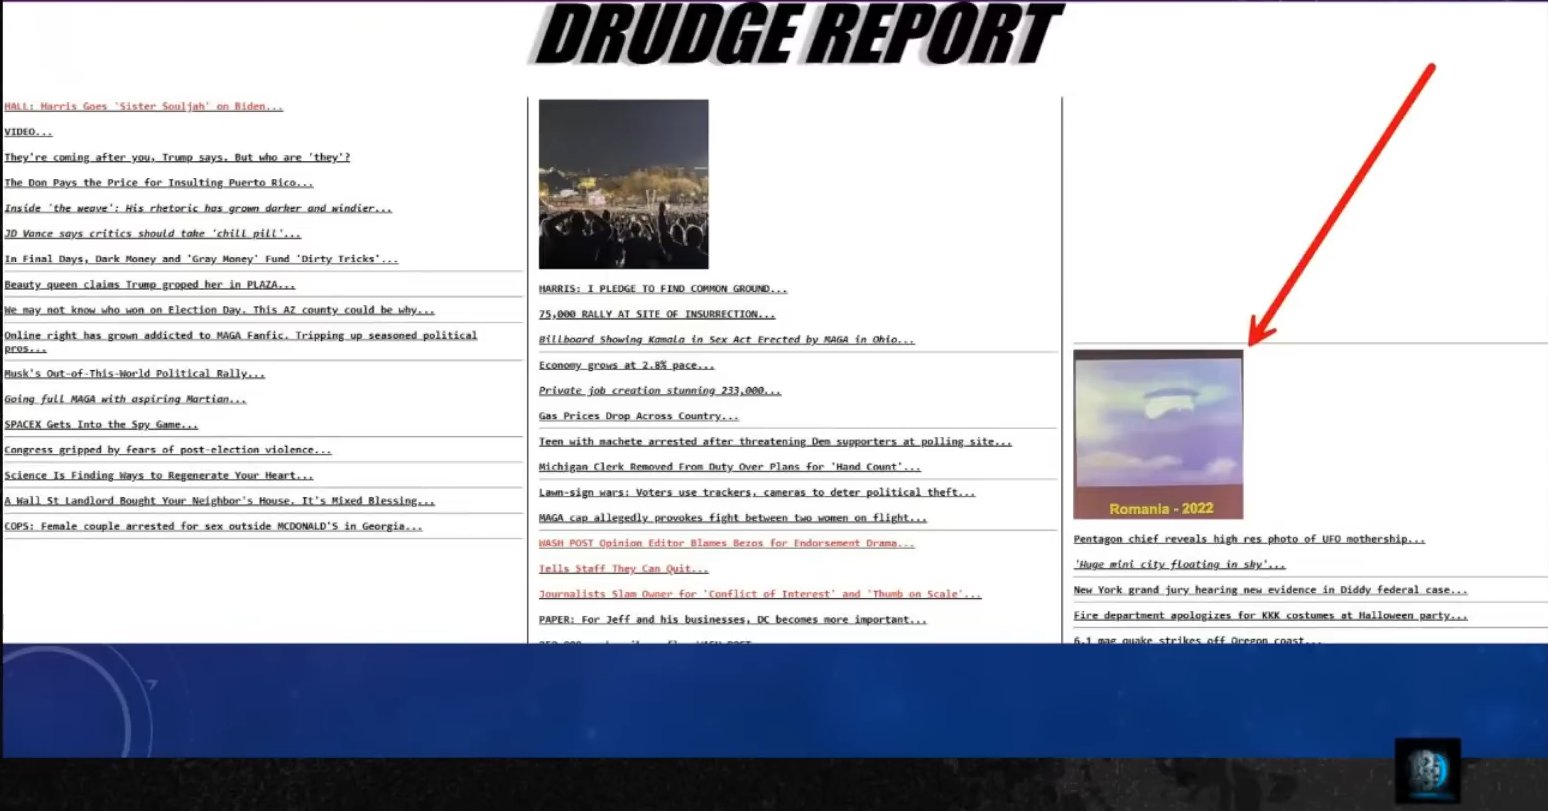 DRUDGE REPORT
HALL: Harris Goes 'Sister Souljah' on Biden...
VIDEO...
They're coming after you, Trump says. But who are 'they'?
The Don Pays the Price for Insulting Puerto Rico...
Inside 'the weave': His rhetoric has grown darker and windier...
JD Vance says critics should take 'chill pill'...
In Final Days, Dark Money and 'Gray Money' Fund 'Dirty Tricks'...
Beauty queen claims Trump groped her in PLAZA...
We may not know who won on Election Day. This AZ county could be why...
Online right has grown addicted to MAGA Fanfic. Tripping up seasoned political
pros...
Musk's Out-of-This-World Political Rally...
Going full MAGA with aspiring Martian...
SPACEX Gets Into the Spy Game...
Congress gripped by fears of post-election violence...
Science Is Finding Ways to Regenerate Your Heart...
A Wall St Landlord Bought Your Neighbor's House. It's Mixed Blessing...
COPS: Female couple arrested for sex outside MCDONALD'S in Georgia...
HARRIS: I PLEDGE TO FIND COMMON GROUND...
75,000 RALLY AT SITE OF INSURRECTION...
Billboard Showing Kamala in Sex Act Erected by MAGA in Ohio...
Economy grows at 2.8% pace...
Private job creation stunning 233,000...
Gas Prices Drop Across Country...
Teen with machete arrested after threatening Dem supporters at polling site...
Michigan Clerk Removed From Duty Over Plans for 'Hand Count'...
Lawn-sign wars: Voters use trackers, cameras to deter political theft...
MAGA cap allegedly provokes fight between two women on flight...
WASH POST Opinion Editor Blames Bezos for Endorsement Drama...
Tells Staff They Can Quit...
Journalists Slam Owner for 'Conflict of Interest' and 'Thumb on Scale'...
PAPER: For Jeff and his businesses, DC becomes more important...
Romania - 2022
Pentagon chief reveals high res photo of UFO mothership...
'Huge mini city floating in sky'...
New York grand jury hearing new evidence in Diddy federal case...
Fire department apologizes for KKK costumes at Halloween party...
6.1 mag quake strikes off Oregon coast...